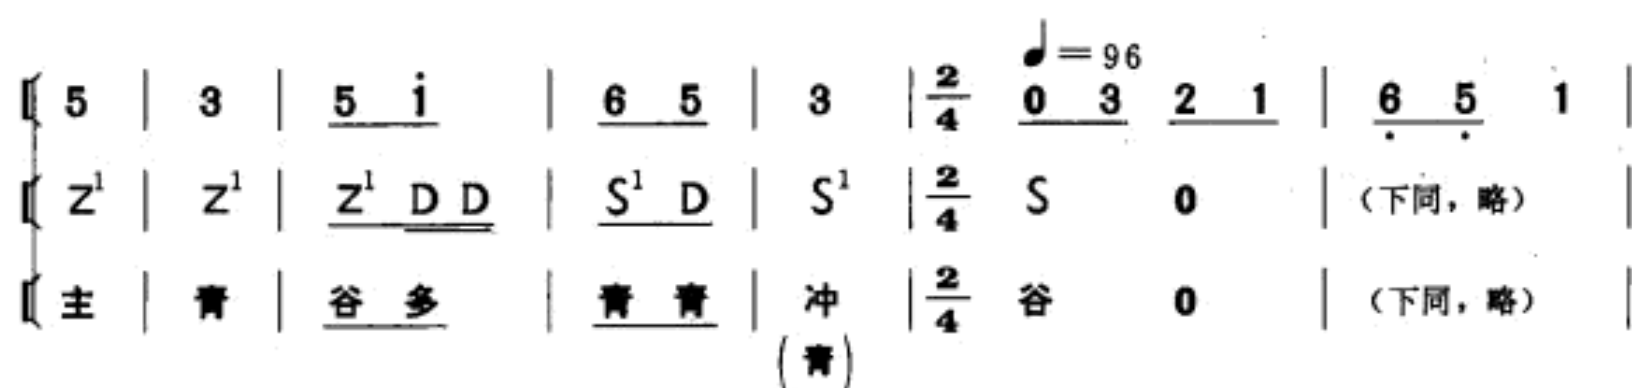 ♩=96
5 | 3 | 5 i̇ | 6 5 | 3 | 2/4 0 3 2 1 | 6̣ 5̣ 1 |
Z¹ | Z¹ | Z¹ D D | S¹ D | S¹ | 2/4 S 0 | (下同，略) |
主 | 青 | 谷 多 | 青 青 | 冲 | 2/4 谷 0 | (下同，略) |
(青)